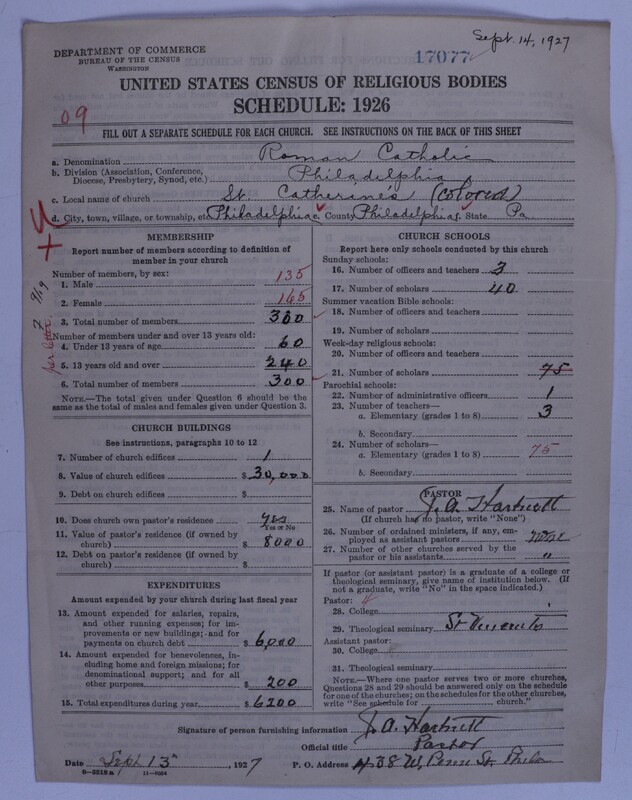 Sept. 14, 1927
17077
DEPARTMENT OF COMMERCE
BUREAU OF THE CENSUS
WASHINGTON
UNITED STATES CENSUS OF RELIGIOUS BODIES
SCHEDULE: 1926
09
FILL OUT A SEPARATE SCHEDULE FOR EACH CHURCH. SEE INSTRUCTIONS ON THE BACK OF THIS SHEET
a. Denomination Roman Catholic
b. Division (Association, Conference, Diocese, Presbytery, Synod, etc.) Philadelphia
c. Local name of church St. Catherine's (colored)
d. City, town, village, or township, etc. Philadelphia e. County Philadelphia f. State Pa
MEMBERSHIP
Report number of members according to definition of
member in your church
Number of members, by sex:
1. Male 135
2. Female 165
3. Total number of members 300
Number of members under and over 13 years old:
4. Under 13 years of age 60
5. 13 years old and over 240
6. Total number of members 300
NOTE.—The total given under Question 6 should be
the same as the total of males and females given under Question 3.
per letter 9/19
CHURCH BUILDINGS
See instructions, paragraphs 10 to 12
7. Number of church edifices 1
8. Value of church edifices $ 30,000
9. Debt on church edifices $
10. Does church own pastor's residence yes
Yes or No
11. Value of pastor's residence (if owned by
church) $ 8000
12. Debt on pastor's residence (if owned by
church) $
EXPENDITURES
Amount expended by your church during last fiscal year
13. Amount expended for salaries, repairs,
and other running expenses; for im-
provements or new buildings; and for
payments on church debt $ 6,000
14. Amount expended for benevolences, in-
cluding home and foreign missions; for
denominational support; and for all
other purposes $ 200
15. Total expenditures during year $ 6200
CHURCH SCHOOLS
Report here only schools conducted by this church
Sunday schools:
16. Number of officers and teachers 3
17. Number of scholars 40
Summer vacation Bible schools:
18. Number of officers and teachers
19. Number of scholars
Week-day religious schools:
20. Number of officers and teachers
21. Number of scholars 75
Parochial schools:
22. Number of administrative officers 1
23. Number of teachers—
a. Elementary (grades 1 to 8) 3
b. Secondary
24. Number of scholars—
a. Elementary (grades 1 to 8) 75
b. Secondary
PASTOR
25. Name of pastor J. A. Hartnett
(If church has no pastor, write "None")
26. Number of ordained ministers, if any, em-
ployed as assistant pastors none
27. Number of other churches served by the
pastor or his assistants "
If pastor (or assistant pastor) is a graduate of a college or
theological seminary, give name of institution below. (If
not a graduate, write "No" in the space indicated.)
Pastor: 4
28. College
29. Theological seminary St Vincents
Assistant pastor:
30. College
31. Theological seminary
NOTE.—Where one pastor serves two or more churches,
Questions 28 and 29 should be answered only on the schedule
for one of the churches; on the schedules for the other churches,
write "See schedule for church."
Signature of person furnishing information J. A. Hartnett
Official title Pastor
Date Sept 13, 1927 P. O. Address 438 W. Penn St. Phila
8-5218a 11-9064